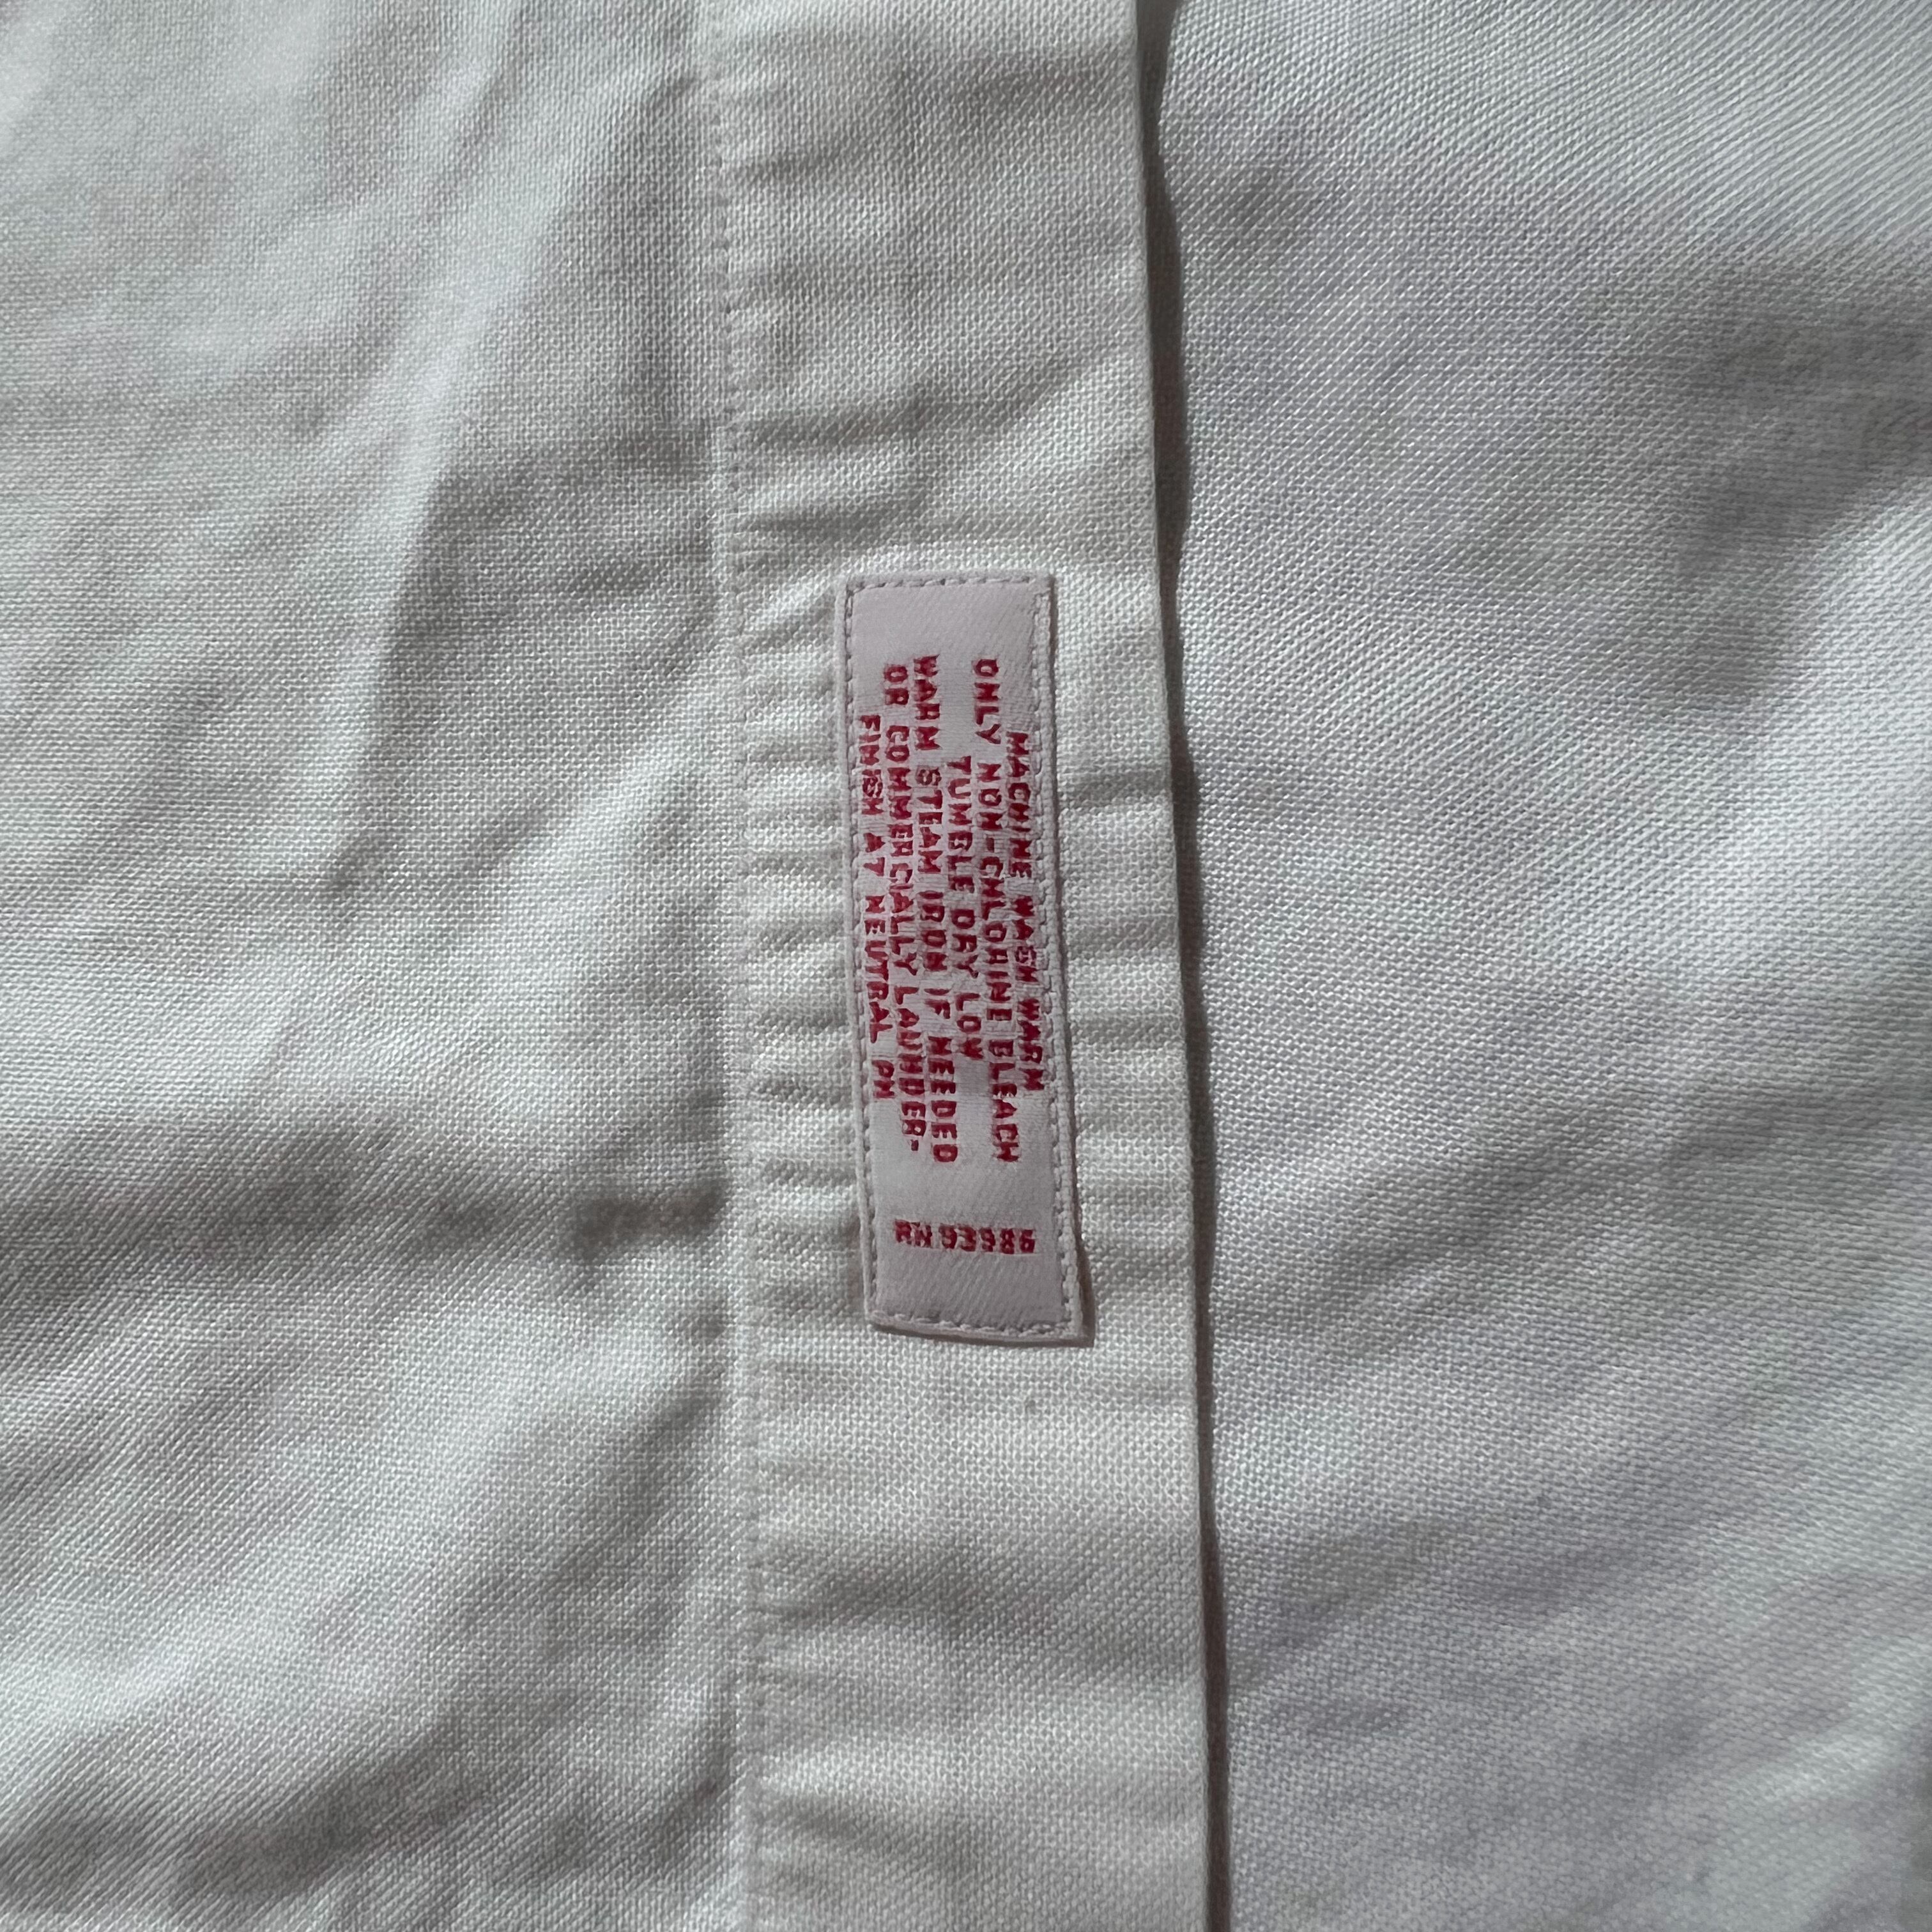 MACHINE WASH WARM
ONLY NON-CHLORINE BLEACH
TUMBLE DRY LOW
WARM STEAM IRON IF NEEDED
OR COMMERCIALLY LAUNDER-
FINISH AT NEUTRAL PH
RN 93986